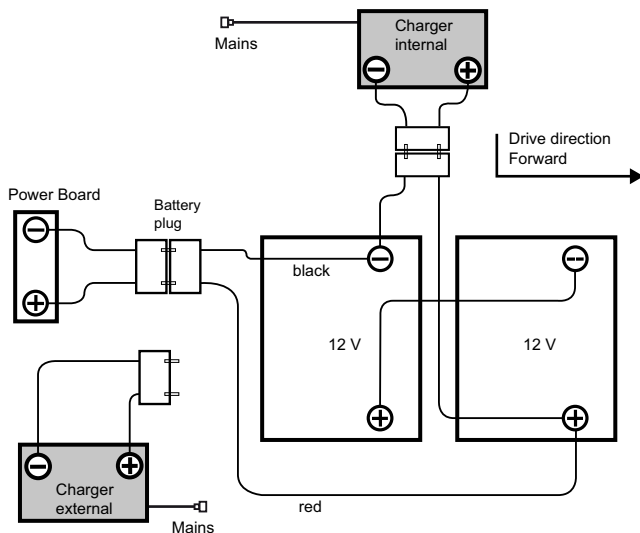 Charger
internal
Mains
Drive direction
Forward
Power Board
Battery
plug
black
12 V
12 V
Charger
external
Mains
red